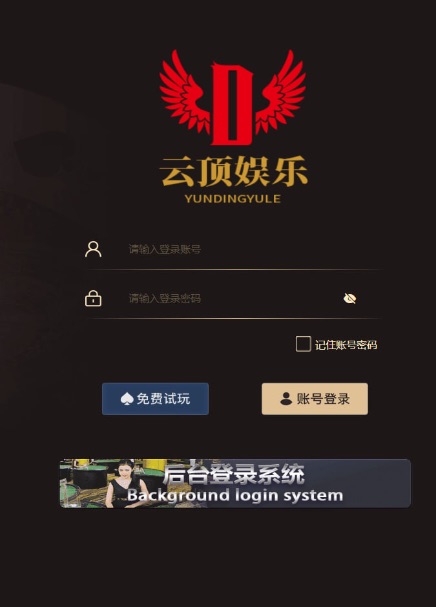 云顶娱乐
YUNDINGYULE
请输入登录账号
请输入登录密码
记住账号密码
免费试玩
账号登录
后台登录系统
Background login system